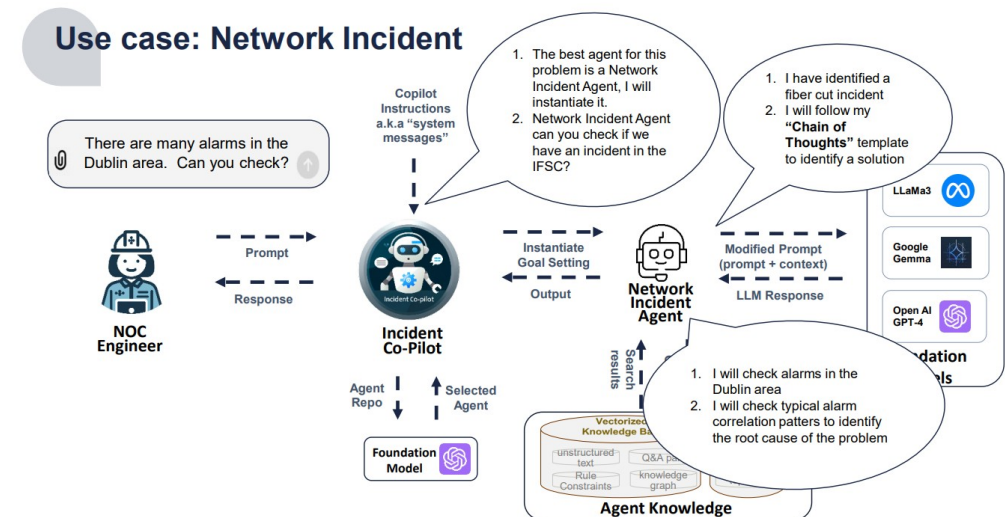 Use case: Network Incident
There are many alarms in the
Dublin area. Can you check?
Copilot
Instructions
a.k.a “system
messages”
1. The best agent for this
problem is a Network
Incident Agent, I will
instantiate it.
2. Network Incident Agent
can you check if we
have an incident in the
IFSC?
1. I have identified a
fiber cut incident
2. I will follow my
“Chain of
Thoughts” template
to identify a solution
LLaMa3
Google
Gemma
Open AI
GPT-4
Prompt
Response
NOC
Engineer
Incident Co-pilot
Incident
Co-Pilot
Instantiate
Goal Setting
Output
Network
Incident
Agent
Modified Prompt
(prompt + context)
LLM Response
Agent
Repo
Selected
Agent
Foundation
Model
Search
results
1. I will check alarms in the
Dublin area
2. I will check typical alarm
correlation patters to identify
the root cause of the problem
Vectorized
Knowledge
unstructured
text
Q&A
Rule
Constraints
knowledge
graph
Agent Knowledge